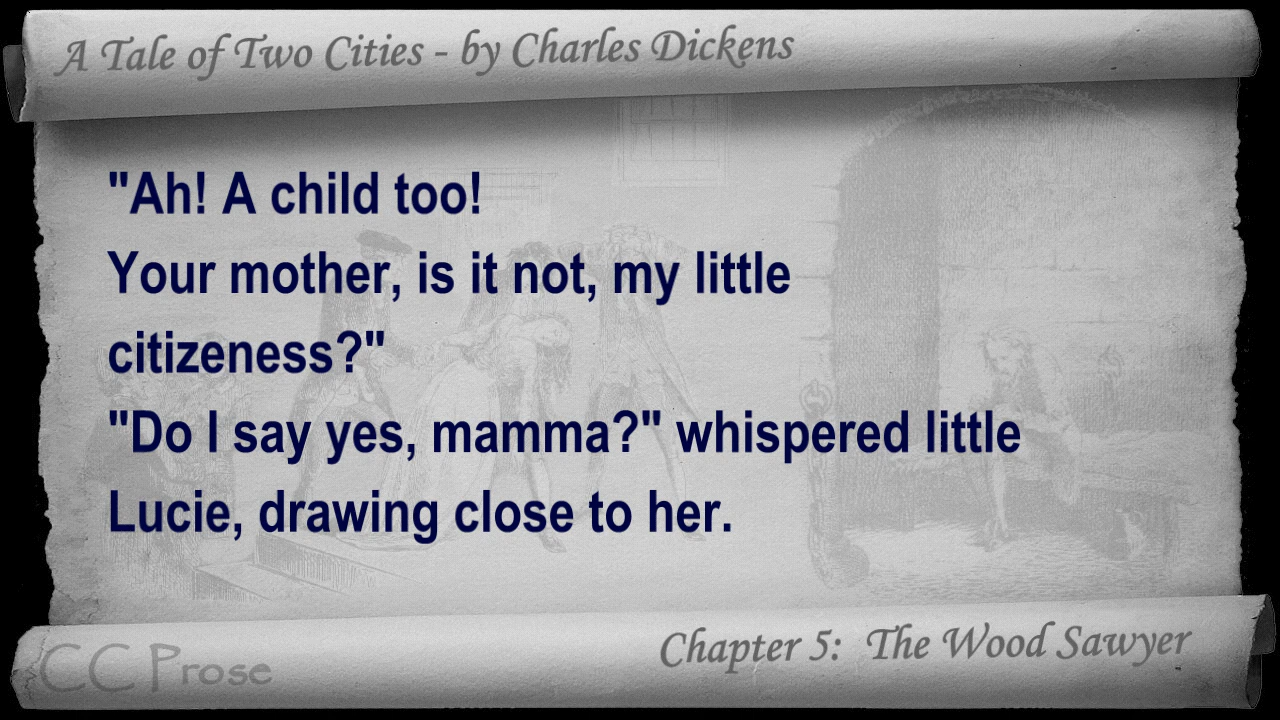 A Tale of Two Cities - by Charles Dickens
"Ah! A child too!
Your mother, is it not, my little
citizeness?"
"Do I say yes, mamma?" whispered little
Lucie, drawing close to her.
Chapter 5: The Wood Sawyer
CC Prose